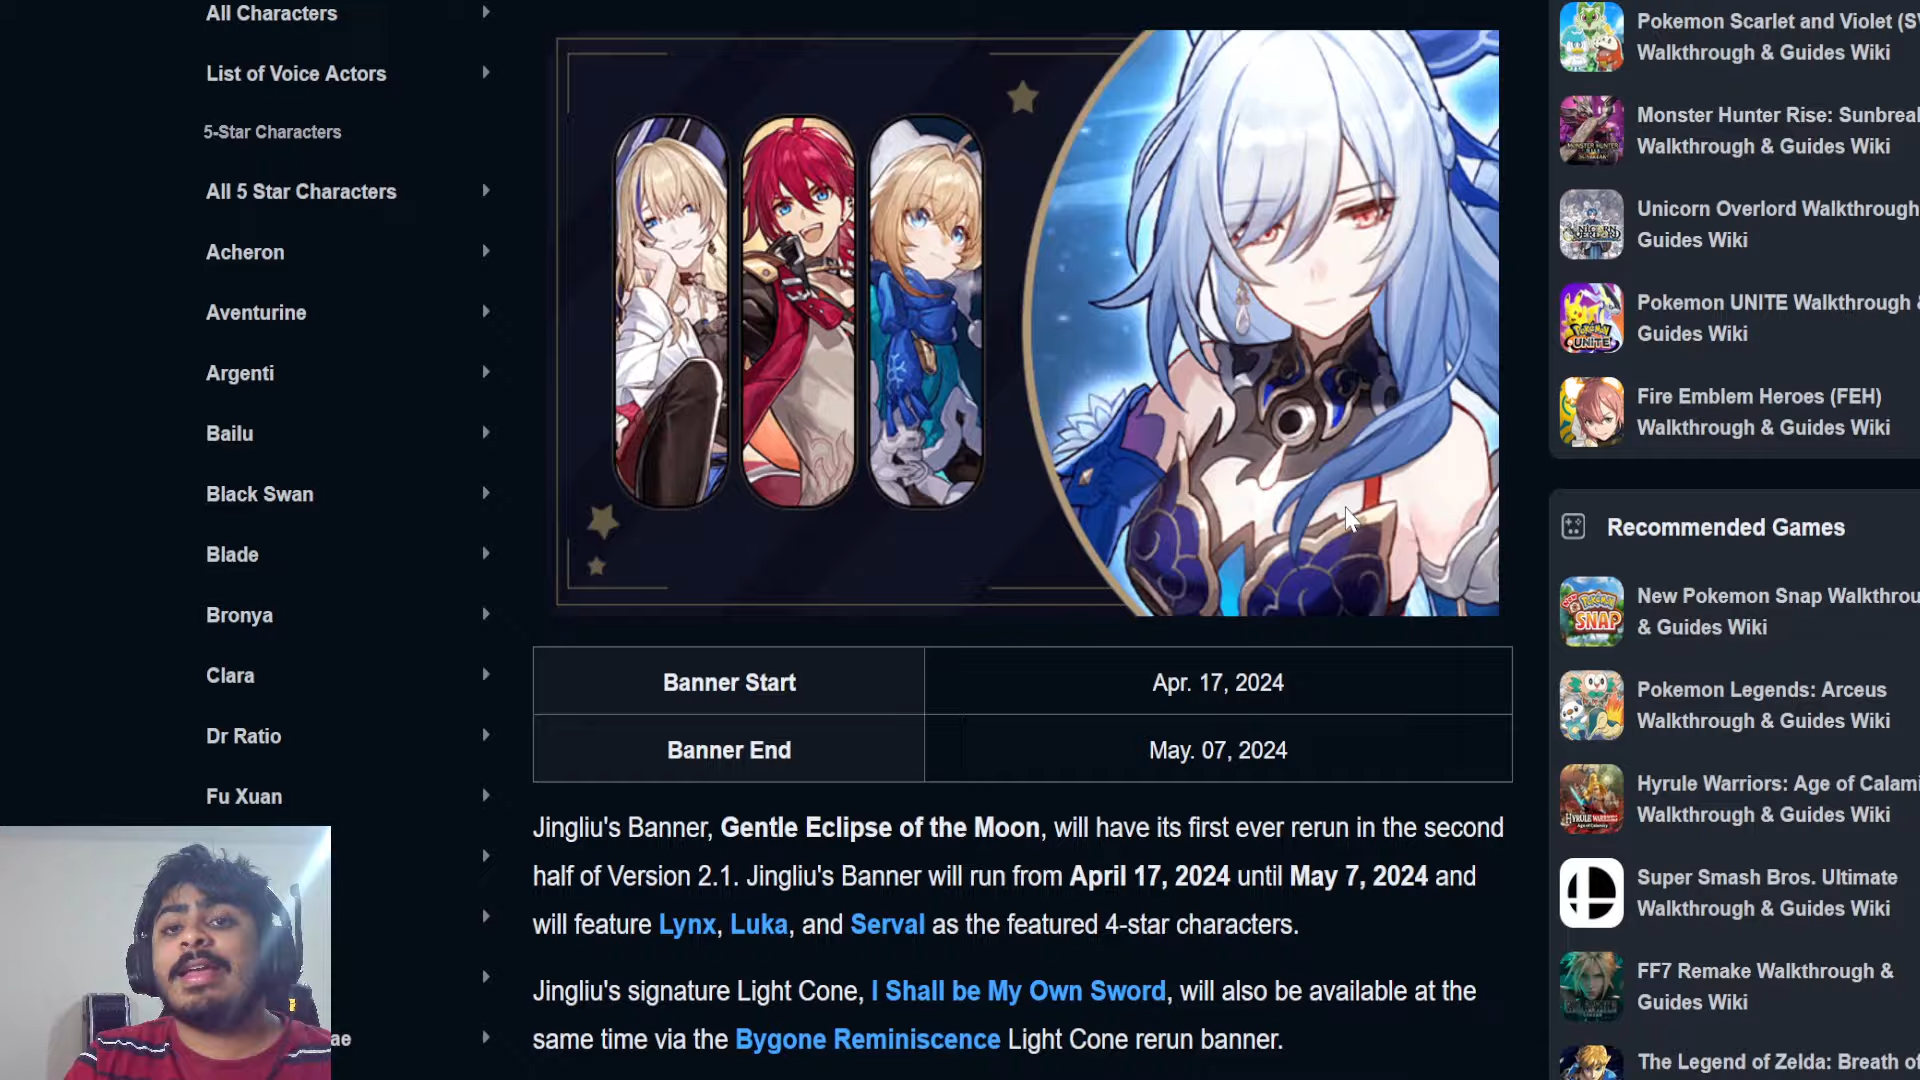 All Characters
List of Voice Actors
5-Star Characters
All 5 Star Characters
Acheron
Aventurine
Argenti
Bailu
Black Swan
Blade
Bronya
Clara
Dr Ratio
Fu Xuan
ae
Banner Start Apr. 17, 2024
Banner End May. 07, 2024
Jingliu's Banner, Gentle Eclipse of the Moon, will have its first ever rerun in the second
half of Version 2.1. Jingliu's Banner will run from April 17, 2024 until May 7, 2024 and
will feature Lynx, Luka, and Serval as the featured 4-star characters.
Jingliu's signature Light Cone, I Shall be My Own Sword, will also be available at the
same time via the Bygone Reminiscence Light Cone rerun banner.
Pokemon Scarlet and Violet (SV
Walkthrough & Guides Wiki
Monster Hunter Rise: Sunbreak
Walkthrough & Guides Wiki
Unicorn Overlord Walkthrough
Guides Wiki
Pokemon UNITE Walkthrough &
Guides Wiki
POKÉMON
UNITE
Fire Emblem Heroes (FEH)
Walkthrough & Guides Wiki
Recommended Games
New Pokemon Snap Walkthrou
& Guides Wiki
SNAP
Pokemon Legends: Arceus
Walkthrough & Guides Wiki
Hyrule Warriors: Age of Calami
Walkthrough & Guides Wiki
Super Smash Bros. Ultimate
Walkthrough & Guides Wiki
FF7 Remake Walkthrough &
Guides Wiki
The Legend of Zelda: Breath of